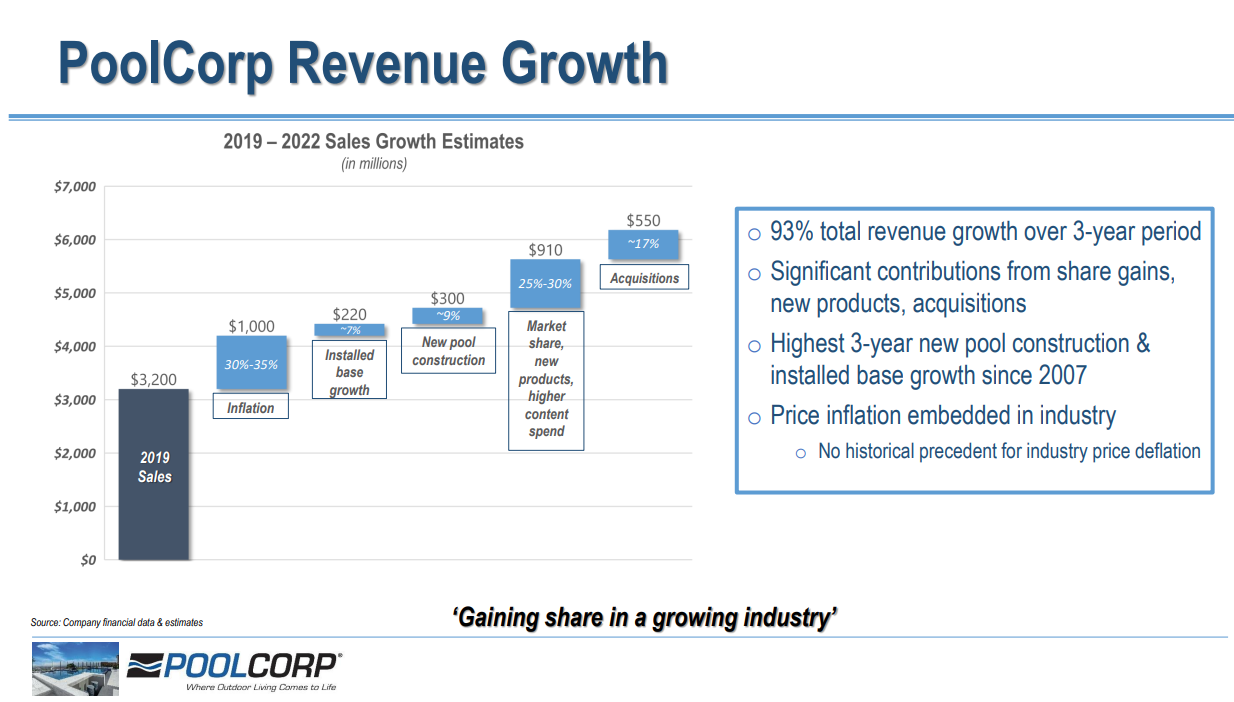 PoolCorp Revenue Growth
2019 – 2022 Sales Growth Estimates
(in millions)
$7,000
$6,000
$5,000
$4,000
$3,000
$2,000
$1,000
$0
$3,200
2019
Sales
$1,000
30%-35%
Inflation
$220
~7%
Installed
base
growth
$300
~9%
New pool
construction
$910
25%-30%
Market
share,
new
products,
higher
content
spend
$550
~17%
Acquisitions
○ 93% total revenue growth over 3-year period
○ Significant contributions from share gains,
new products, acquisitions
○ Highest 3-year new pool construction &
installed base growth since 2007
○ Price inflation embedded in industry
○ No historical precedent for industry price deflation
'Gaining share in a growing industry'
Source: Company financial data & estimates
POOLCORP®
Where Outdoor Living Comes to Life